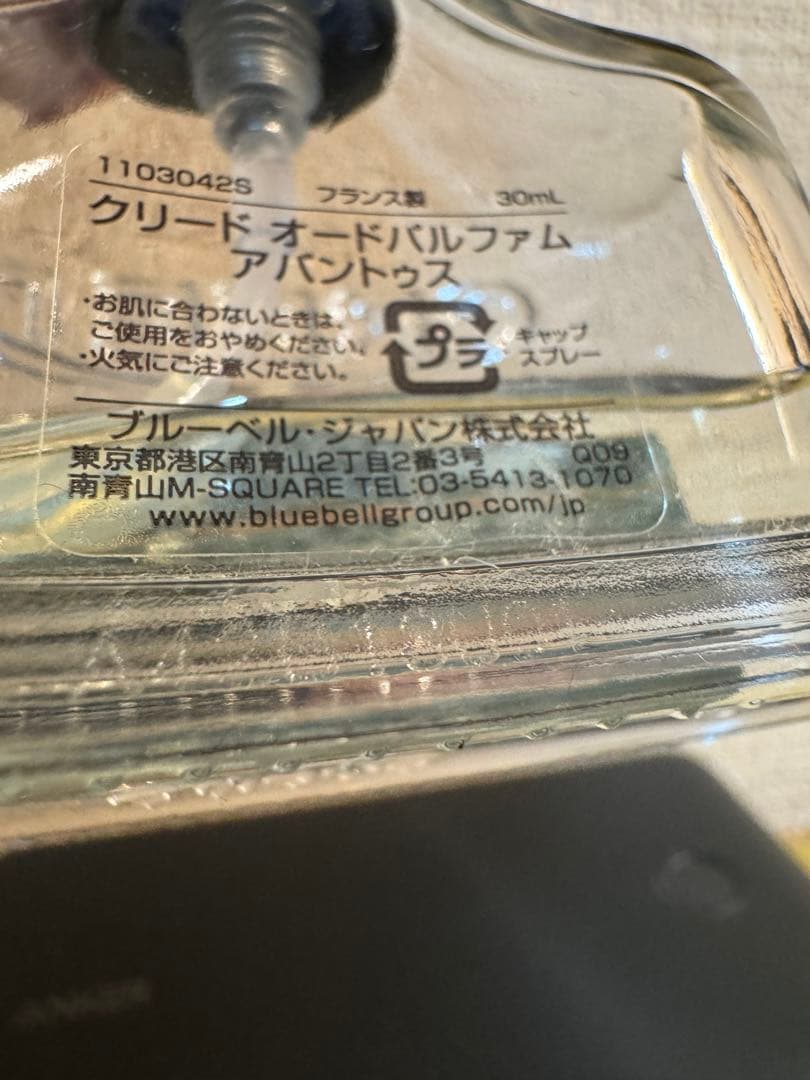 1103042S フランス製 30mL
クリード オードパルファム
アバントゥス
・お肌に合わないときは、
ご使用をおやめください。
・火気にご注意ください。
プラ
キャップ
スプレー
ブルーベル・ジャパン株式会社
東京都港区南青山2丁目2番3号 Q09
南青山M-SQUARE TEL:03-5413-1070
www.bluebellgroup.com/jp